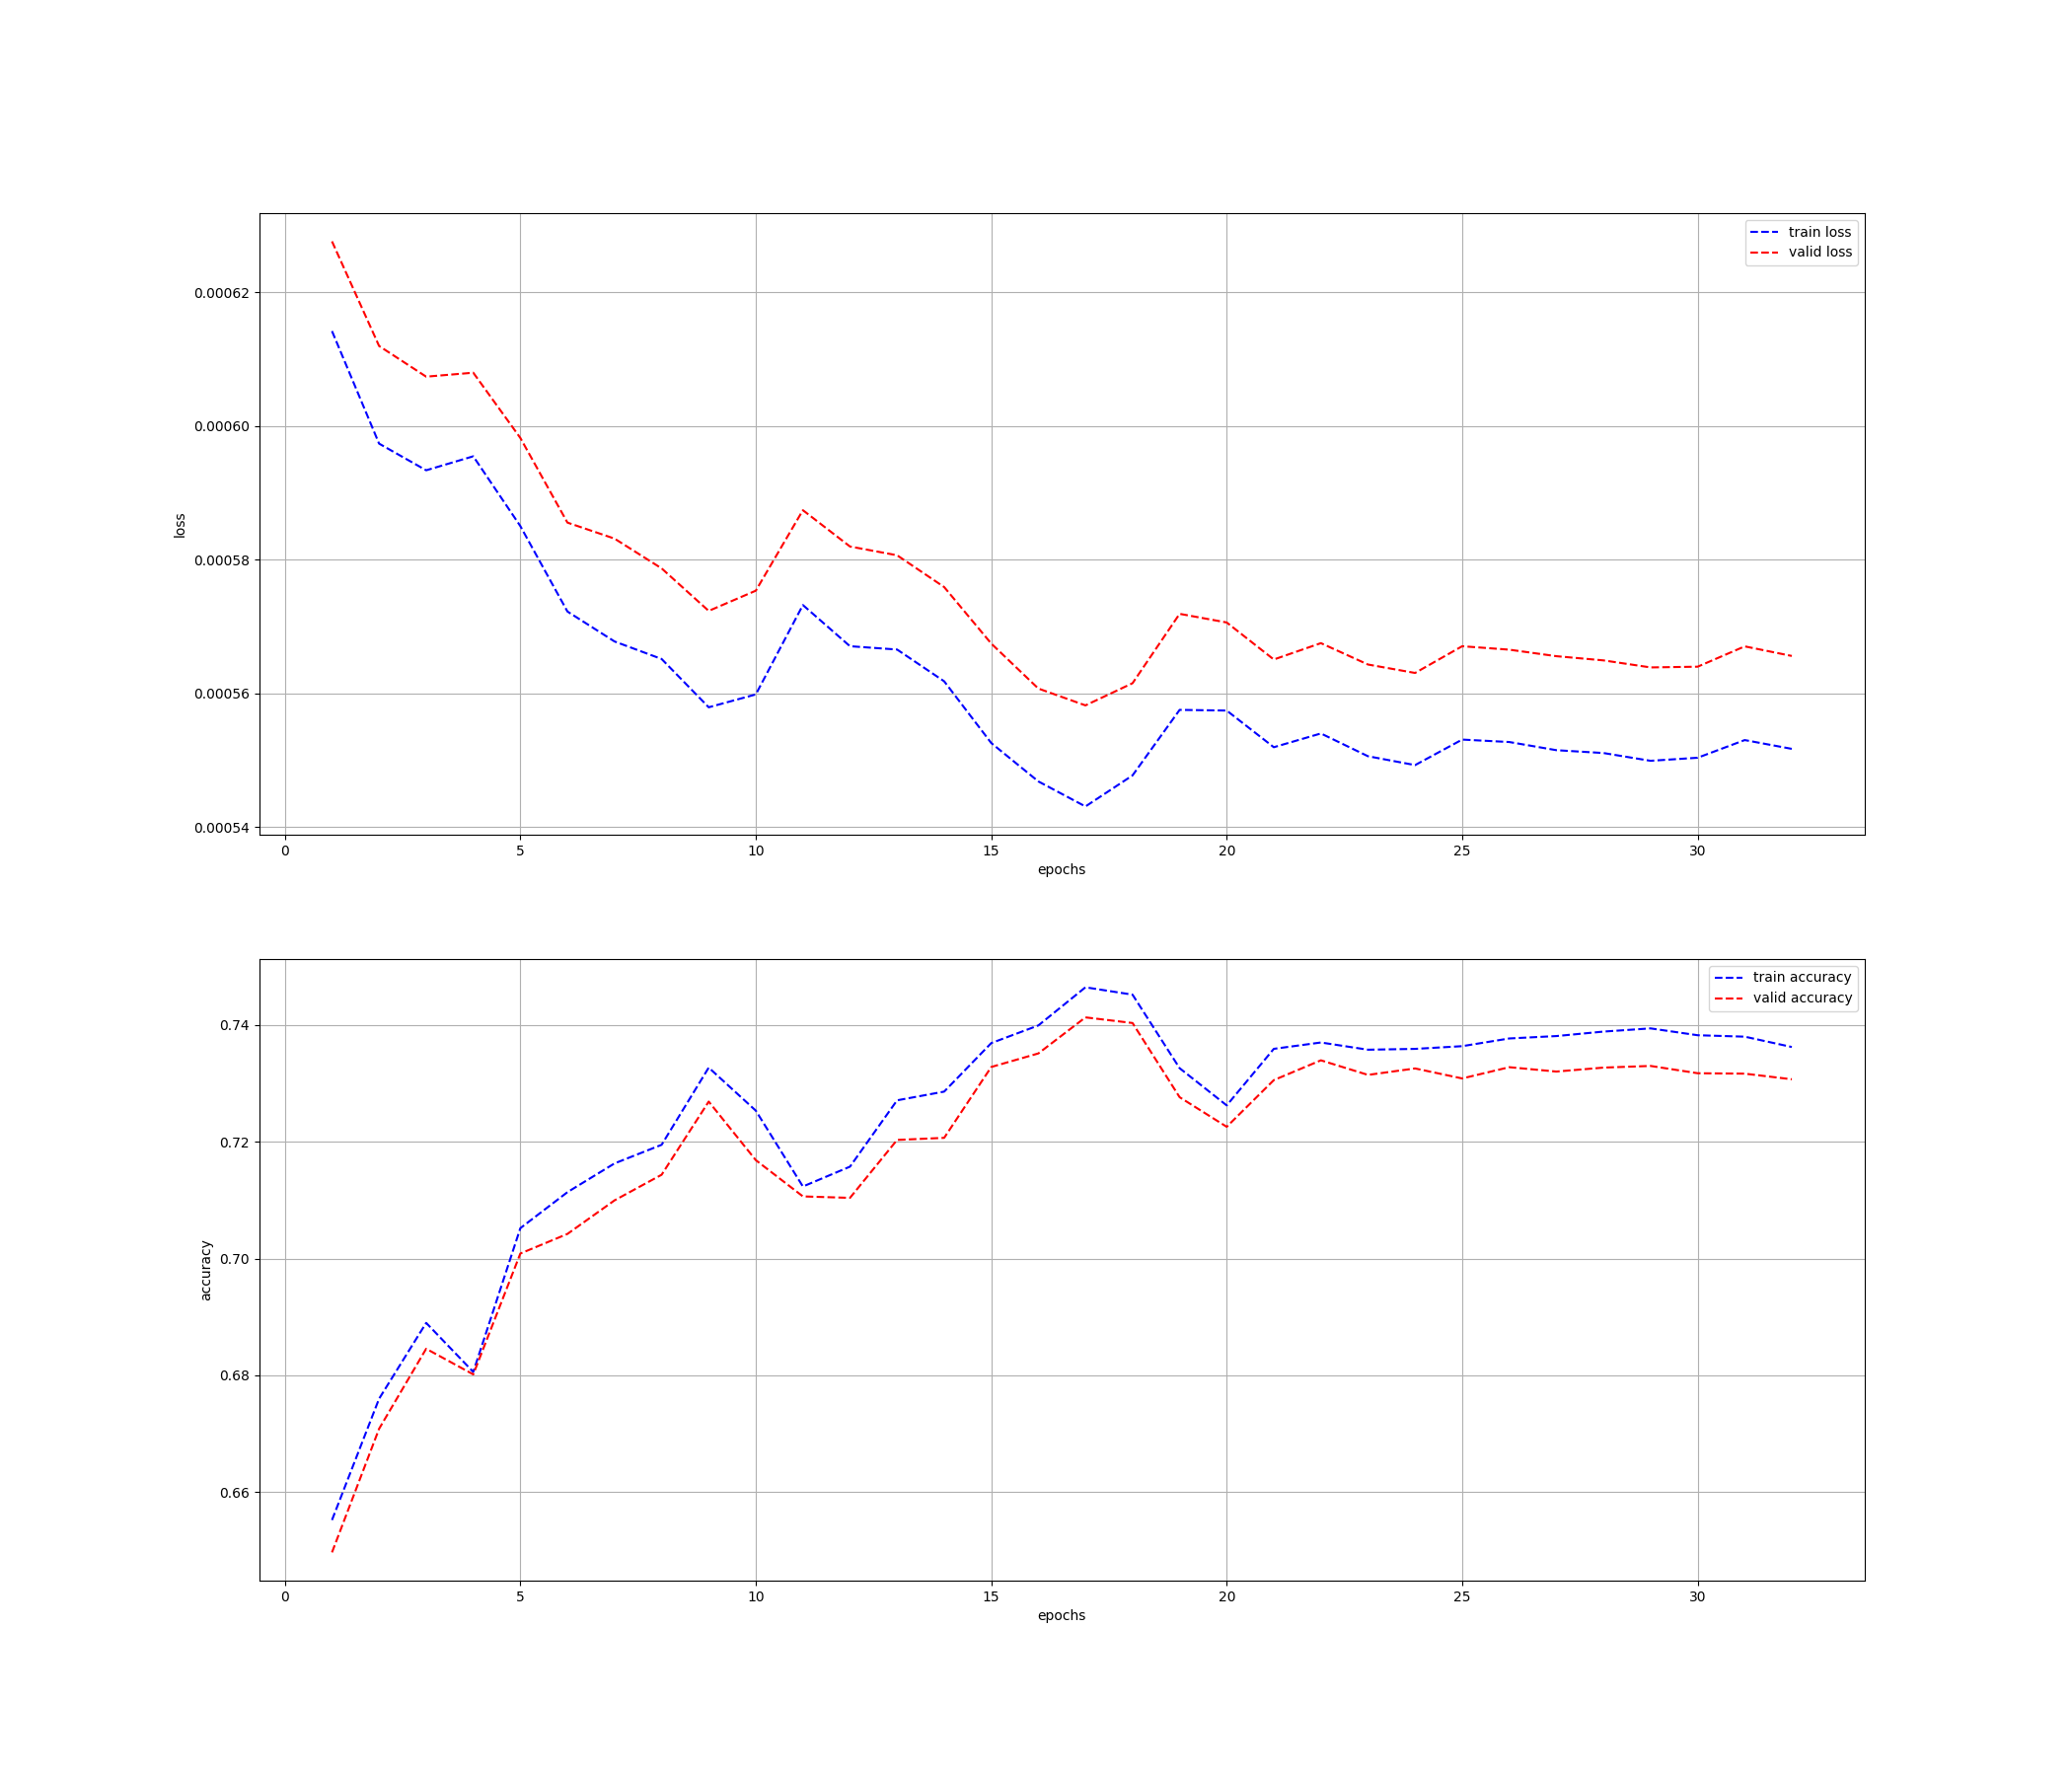 train loss
valid loss
0.00062
0.00060
0.00058
0.00056
0.00054
loss
0 5 10 15 20 25 30
epochs
train accuracy
valid accuracy
0.74
0.72
0.70
0.68
0.66
accuracy
0 5 10 15 20 25 30
epochs